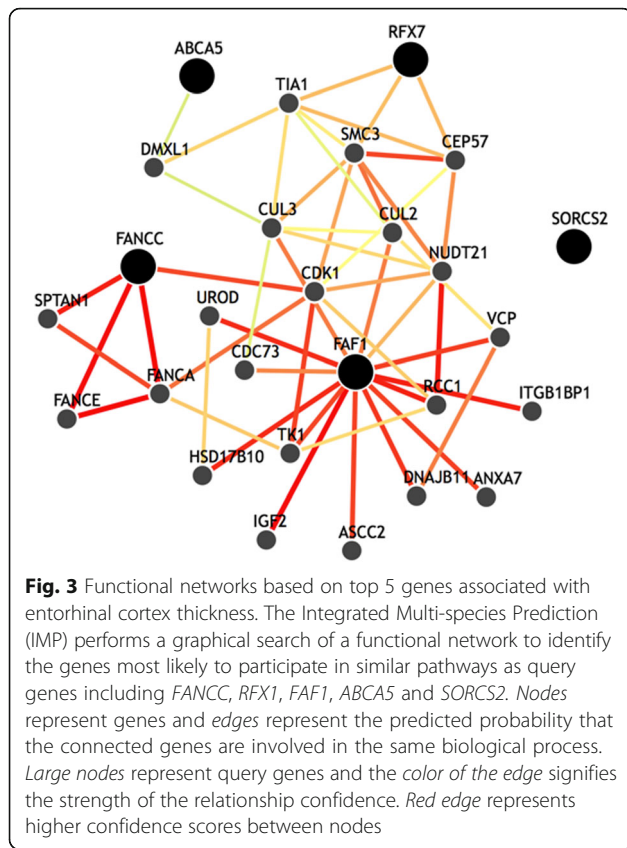 RFX7
ABCA5
TIA1
SMC3
CEP57
DMXL1
CUL3
CUL2
SORCS2
FANCC
NUDT21
CDK1
SPTAN1
UROD
VCP
CDC73
FAF1
FANCA
RCC1
ITGB1BP1
FANCE
TK1
HSD17B10
DNAJB11
ANXA7
IGF2
ASCC2
Fig. 3 Functional networks based on top 5 genes associated with
entorhinal cortex thickness. The Integrated Multi-species Prediction
(IMP) performs a graphical search of a functional network to identify
the genes most likely to participate in similar pathways as query
genes including FANCC, RFX1, FAF1, ABCA5 and SORCS2. Nodes
represent genes and edges represent the predicted probability that
the connected genes are involved in the same biological process.
Large nodes represent query genes and the color of the edge signifies
the strength of the relationship confidence. Red edge represents
higher confidence scores between nodes